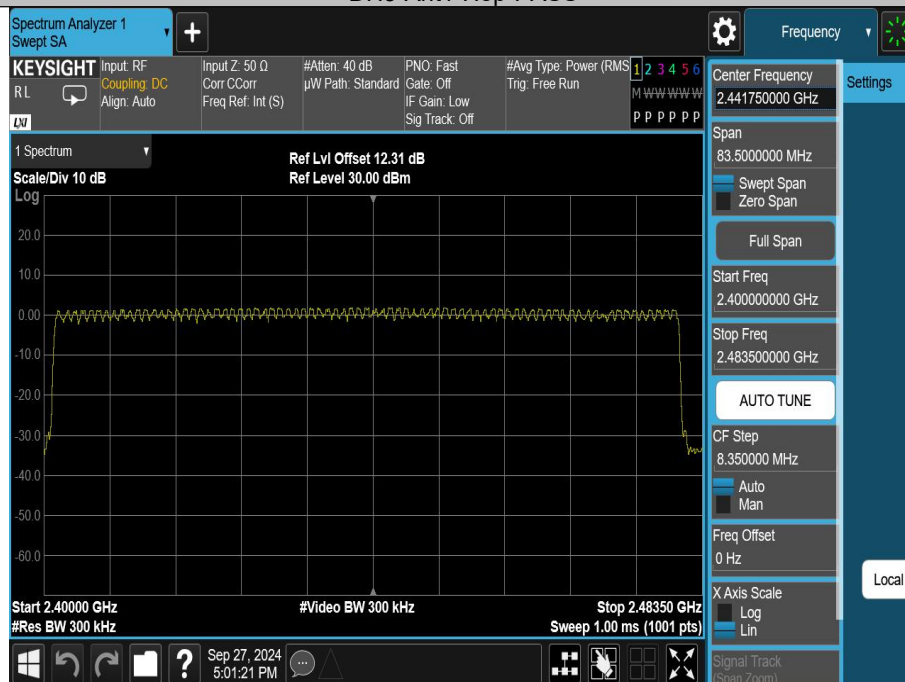 Spectrum Analyzer 1
Swept SA
Frequency
KEYSIGHT
RL
LXI
Input: RF
Coupling: DC
Align: Auto
Input Z: 50 Ω
Corr CCorr
Freq Ref: Int (S)
#Atten: 40 dB
µW Path: Standard
PNO: Fast
Gate: Off
IF Gain: Low
Sig Track: Off
#Avg Type: Power (RMS
Trig: Free Run
1 2 3 4 5 6
M W W W W W
P P P P P P
1 Spectrum
Scale/Div 10 dB
Ref Lvl Offset 12.31 dB
Ref Level 30.00 dBm
Log
20.0
10.0
0.00
-10.0
-20.0
-30.0
-40.0
-50.0
-60.0
Start 2.40000 GHz
#Video BW 300 kHz
Stop 2.48350 GHz
#Res BW 300 kHz
Sweep 1.00 ms (1001 pts)
?
Sep 27, 2024
5:01:21 PM
Center Frequency
2.441750000 GHz
Settings
Span
83.5000000 MHz
Swept Span
Zero Span
Full Span
Start Freq
2.400000000 GHz
Stop Freq
2.483500000 GHz
AUTO TUNE
CF Step
8.350000 MHz
Auto
Man
Freq Offset
0 Hz
Local
X Axis Scale
Log
Lin
Signal Track
(Span Zoom)